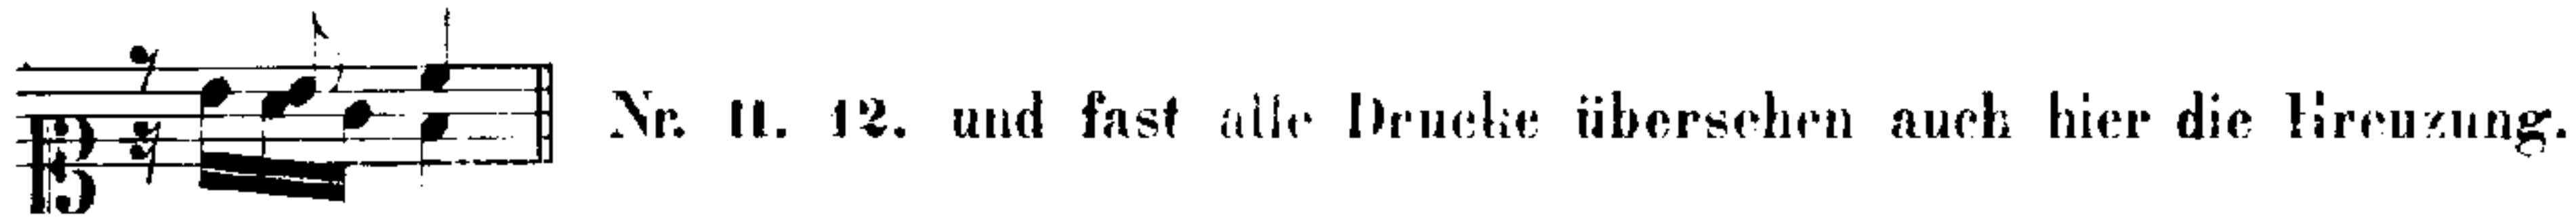 Nr. 11. 12. und fast alle Drucke übersehen auch hier die Kreuzung.